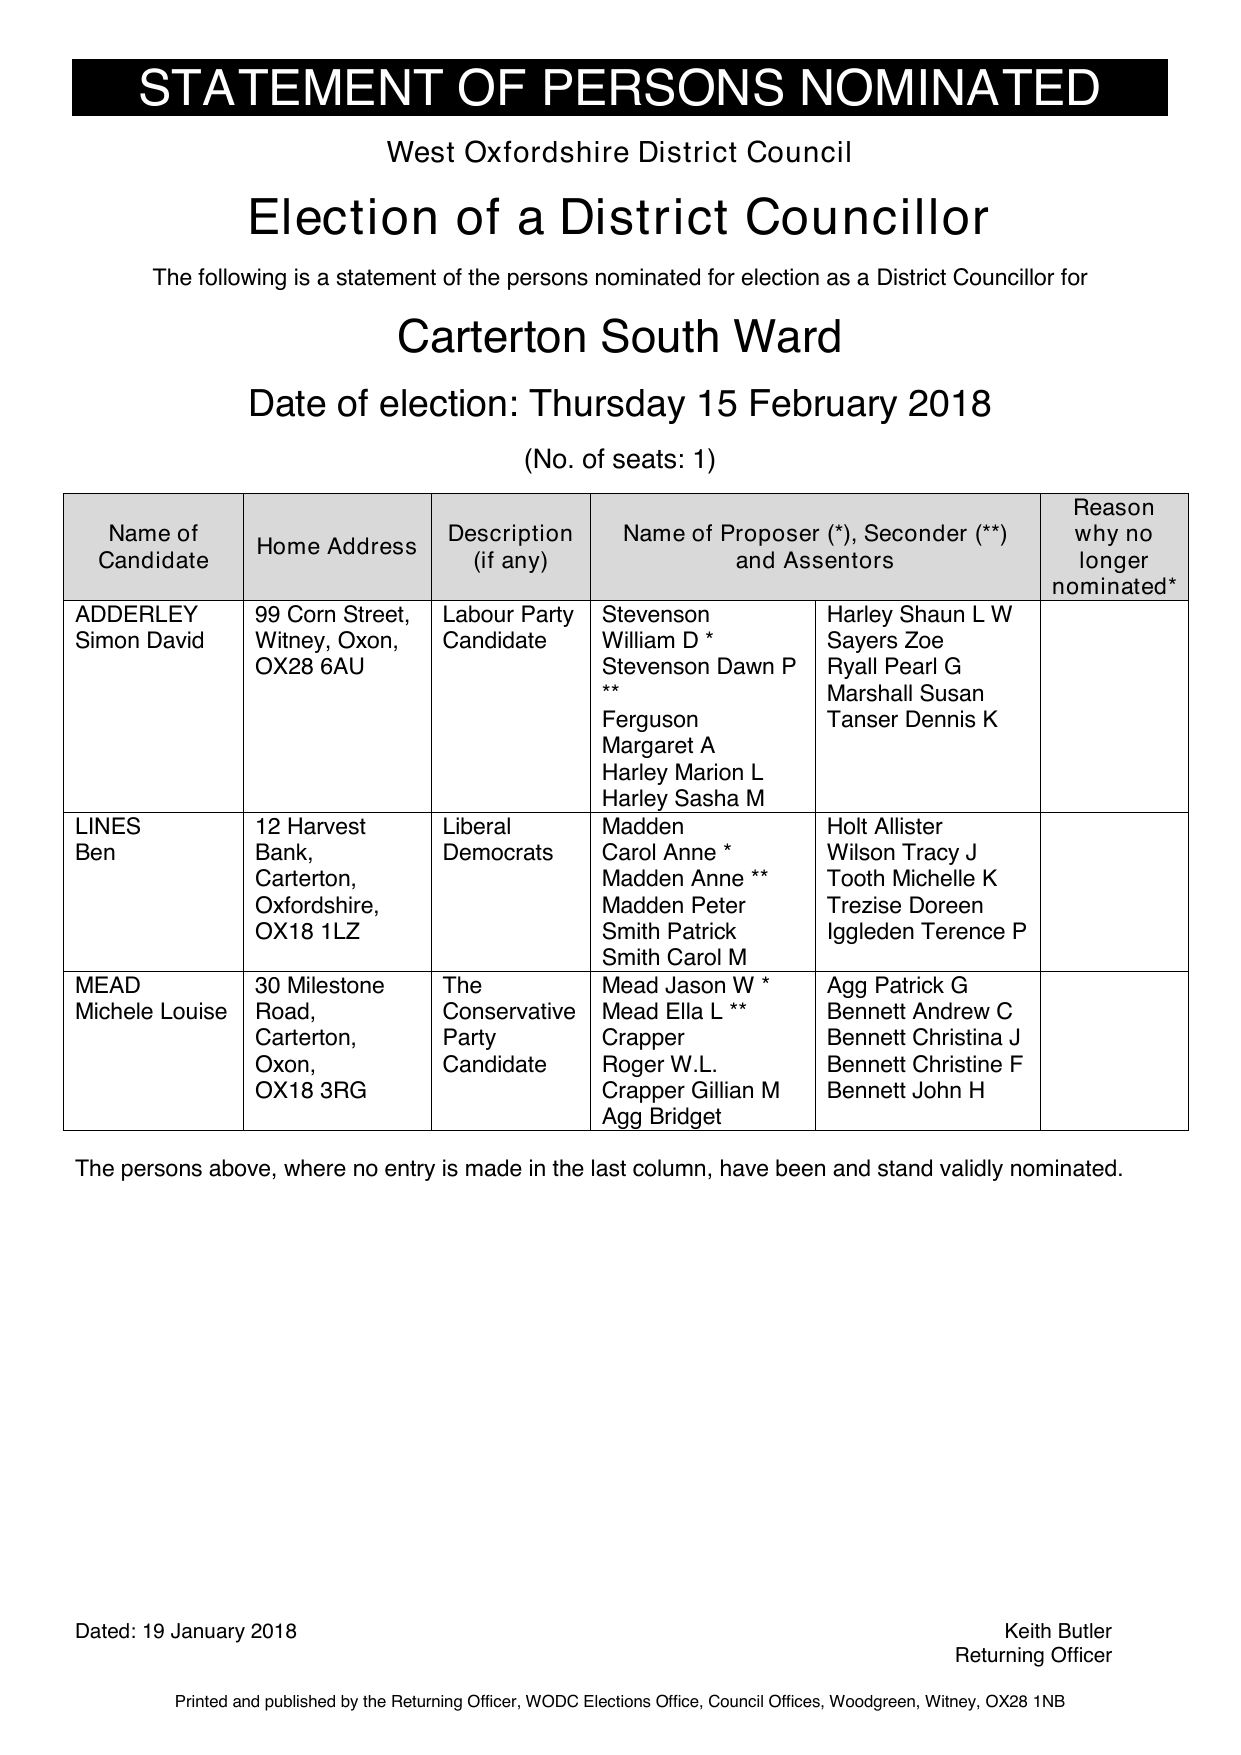 STATEMENT OF PERSONS NOMINATED
West Oxfordshire District Council
Election of a District Councillor
The following is a statement of the persons nominated for election as a District Councillor for
Carterton South Ward
Date of election: Thursday 15 February 2018
(No. of seats: 1)
Name of
Candidate
Home Address
Description
(if any)
Name of Proposer (*), Seconder (**)
and Assentors
Reason
why no
longer
nominated*
ADDERLEY
Simon David
99 Corn Street,
Witney, Oxon,
OX28 6AU
Labour Party
Candidate
Stevenson
William D *
Stevenson Dawn P
**
Ferguson
Margaret A
Harley Marion L
Harley Sasha M
Harley Shaun L W
Sayers Zoe
Ryall Pearl G
Marshall Susan
Tanser Dennis K
LINES
Ben
12 Harvest
Bank,
Carterton,
Oxfordshire,
OX18 1LZ
Liberal
Democrats
Madden
Carol Anne *
Madden Anne **
Madden Peter
Smith Patrick
Smith Carol M
Holt Allister
Wilson Tracy J
Tooth Michelle K
Trezise Doreen
Iggleden Terence P
MEAD
Michele Louise
30 Milestone
Road,
Carterton,
Oxon,
OX18 3RG
The
Conservative
Party
Candidate
Mead Jason W *
Mead Ella L **
Crapper
Roger W.L.
Crapper Gillian M
Agg Bridget
Agg Patrick G
Bennett Andrew C
Bennett Christina J
Bennett Christine F
Bennett John H
The persons above, where no entry is made in the last column, have been and stand validly nominated.
Dated: 19 January 2018
Keith Butler
Returning Officer
Printed and published by the Returning Officer, WODC Elections Office, Council Offices, Woodgreen, Witney, OX28 1NB